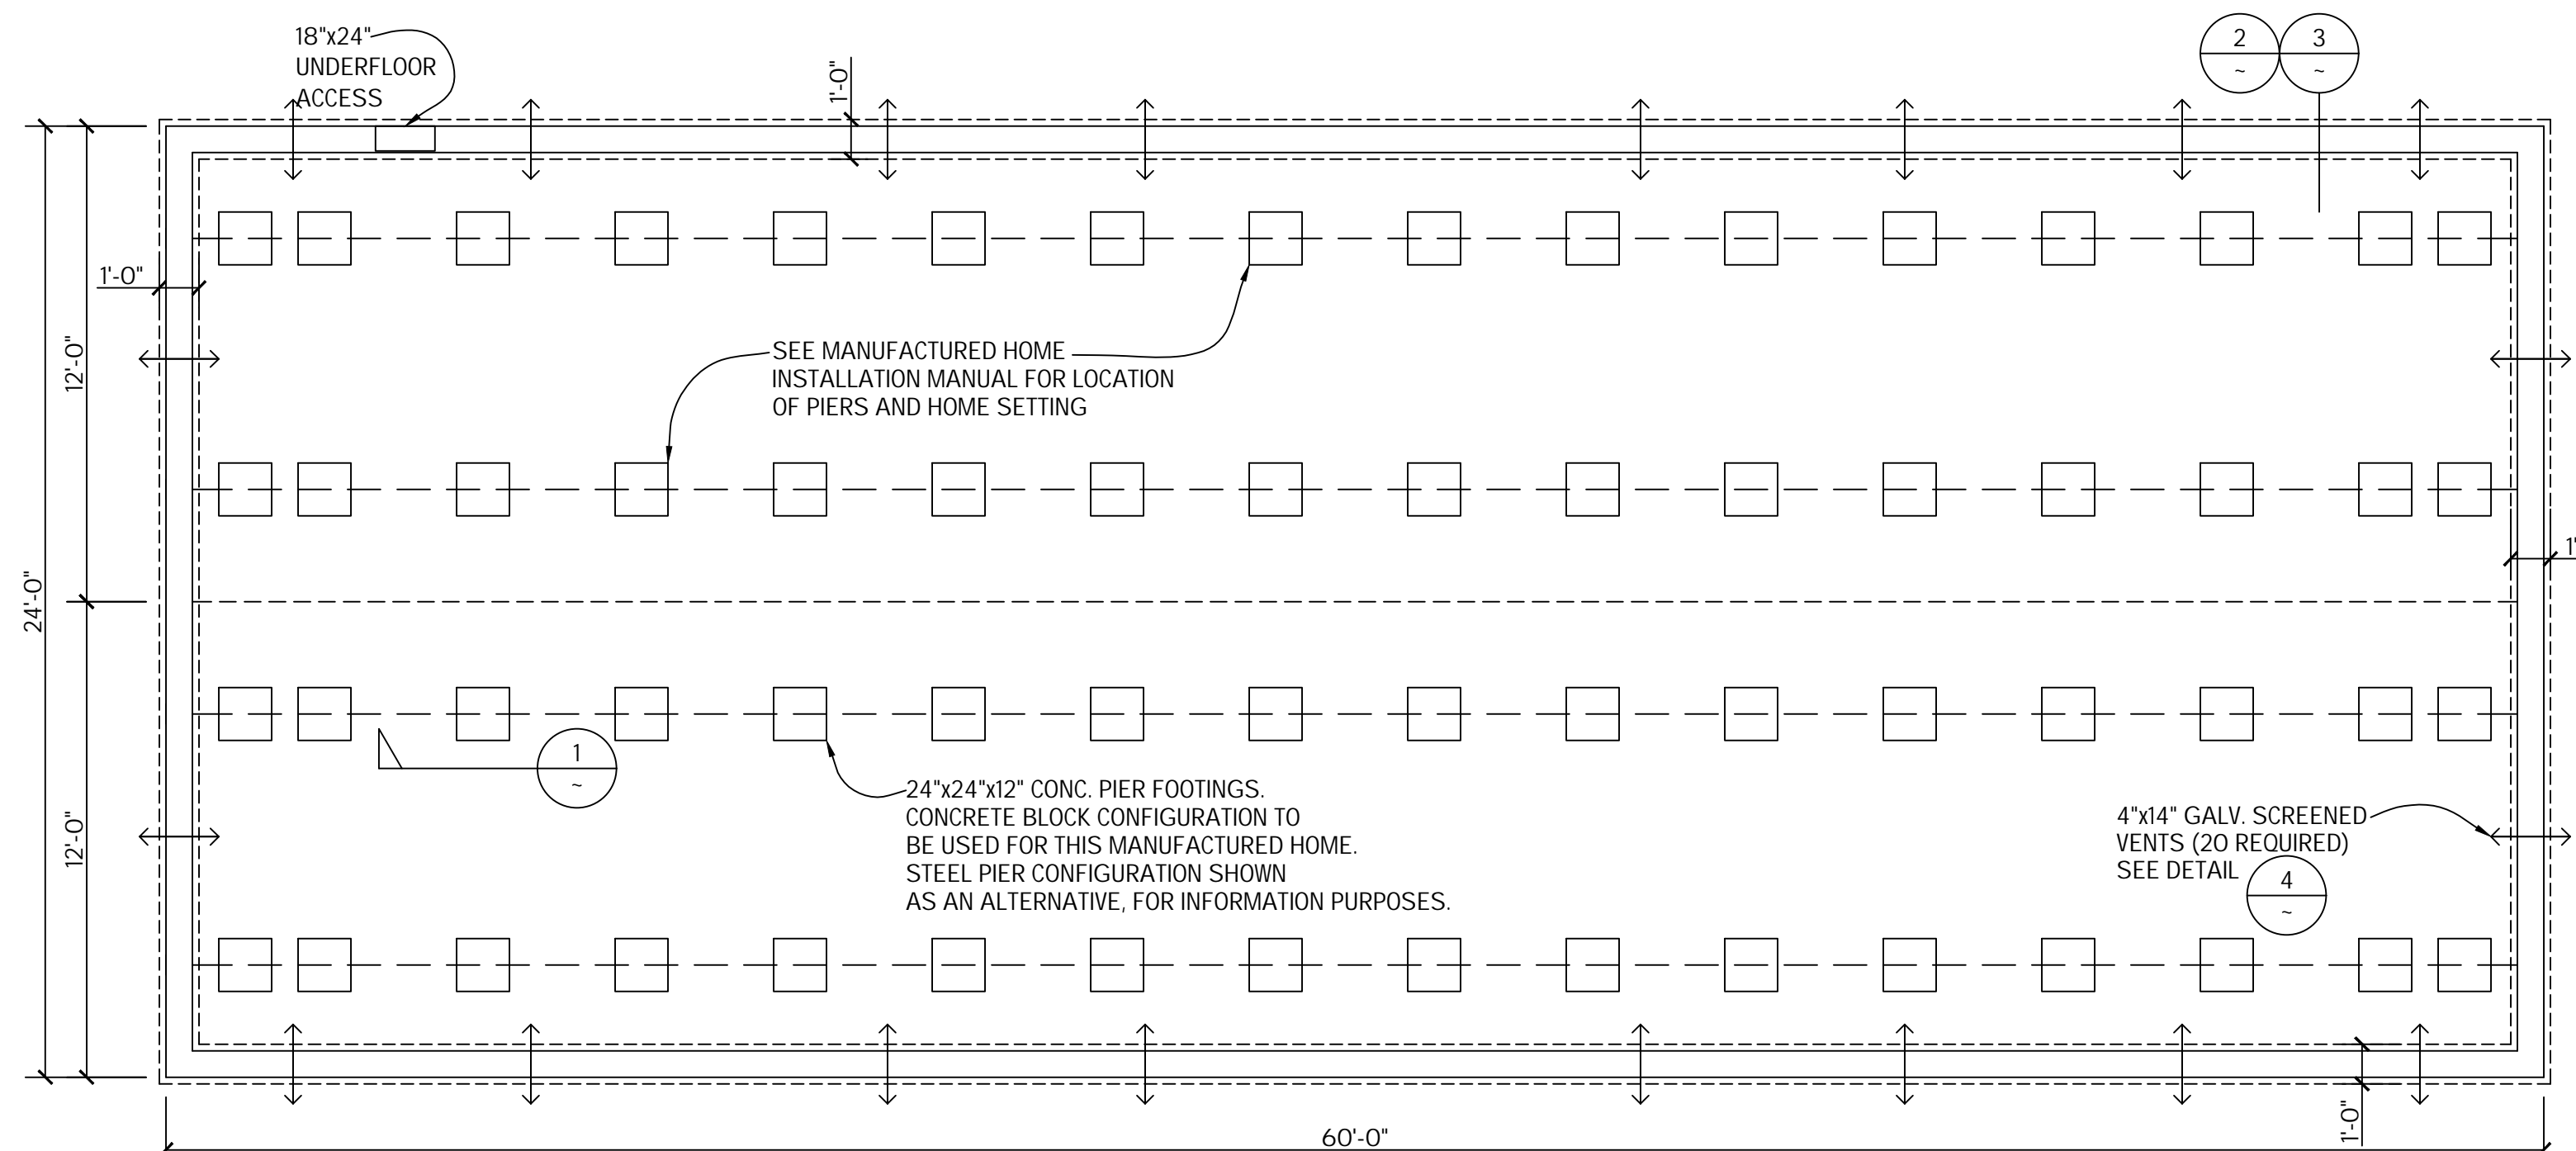 18"x24"
UNDERFLOOR
ACCESS
1'-0"
2
~
3
~
1'-0"
12'-0"
24'-0"
12'-0"
SEE MANUFACTURED HOME
INSTALLATION MANUAL FOR LOCATION
OF PIERS AND HOME SETTING
1'
1
~
24"x24"x12" CONC. PIER FOOTINGS.
CONCRETE BLOCK CONFIGURATION TO
BE USED FOR THIS MANUFACTURED HOME.
STEEL PIER CONFIGURATION SHOWN
AS AN ALTERNATIVE, FOR INFORMATION PURPOSES.
4"x14" GALV. SCREENED
VENTS (20 REQUIRED)
SEE DETAIL
4
~
1'-0"
60'-0"